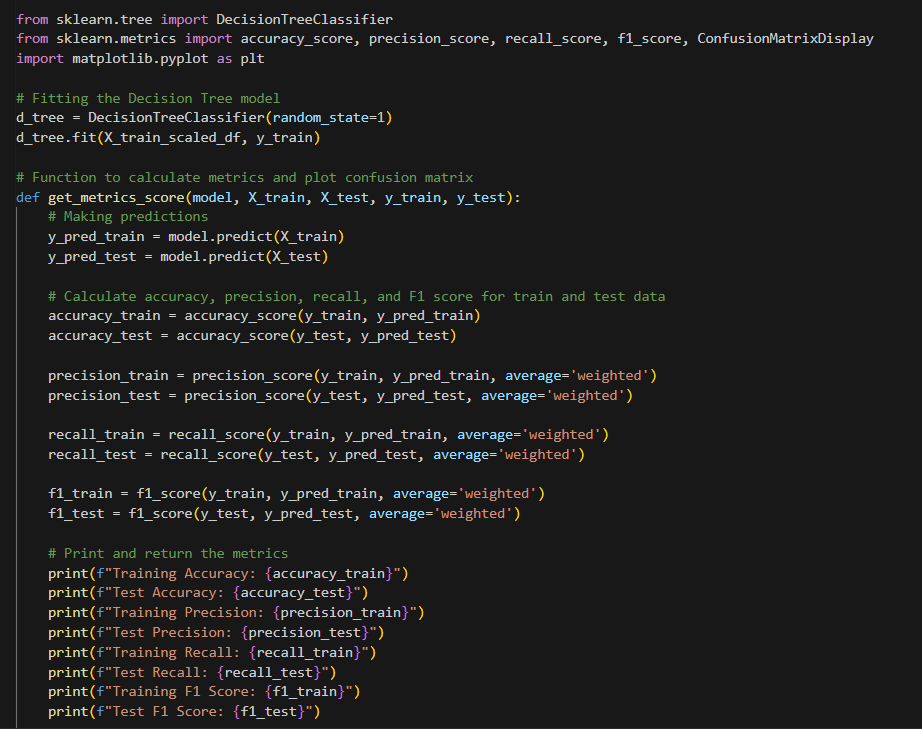 from sklearn.tree import DecisionTreeClassifier
from sklearn.metrics import accuracy_score, precision_score, recall_score, f1_score, ConfusionMatrixDisplay
import matplotlib.pyplot as plt

# Fitting the Decision Tree model
d_tree = DecisionTreeClassifier(random_state=1)
d_tree.fit(X_train_scaled_df, y_train)

# Function to calculate metrics and plot confusion matrix
def get_metrics_score(model, X_train, X_test, y_train, y_test):
    # Making predictions
    y_pred_train = model.predict(X_train)
    y_pred_test = model.predict(X_test)

    # Calculate accuracy, precision, recall, and F1 score for train and test data
    accuracy_train = accuracy_score(y_train, y_pred_train)
    accuracy_test = accuracy_score(y_test, y_pred_test)

    precision_train = precision_score(y_train, y_pred_train, average='weighted')
    precision_test = precision_score(y_test, y_pred_test, average='weighted')

    recall_train = recall_score(y_train, y_pred_train, average='weighted')
    recall_test = recall_score(y_test, y_pred_test, average='weighted')

    f1_train = f1_score(y_train, y_pred_train, average='weighted')
    f1_test = f1_score(y_test, y_pred_test, average='weighted')

    # Print and return the metrics
    print(f"Training Accuracy: {accuracy_train}")
    print(f"Test Accuracy: {accuracy_test}")
    print(f"Training Precision: {precision_train}")
    print(f"Test Precision: {precision_test}")
    print(f"Training Recall: {recall_train}")
    print(f"Test Recall: {recall_test}")
    print(f"Training F1 Score: {f1_train}")
    print(f"Test F1 Score: {f1_test}")